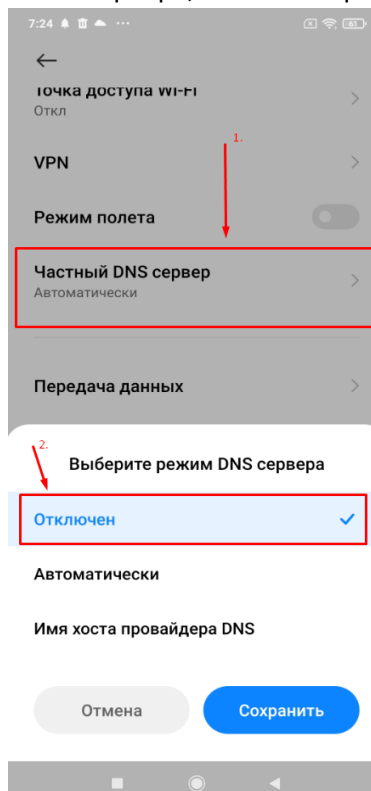 7:24
61
Точка доступа Wi-Fi
Откл
1.
VPN
Режим полета
Частный DNS сервер
Автоматически
Передача данных
2.
Выберите режим DNS сервера
Отключен
Автоматически
Имя хоста провайдера DNS
Отмена
Сохранить